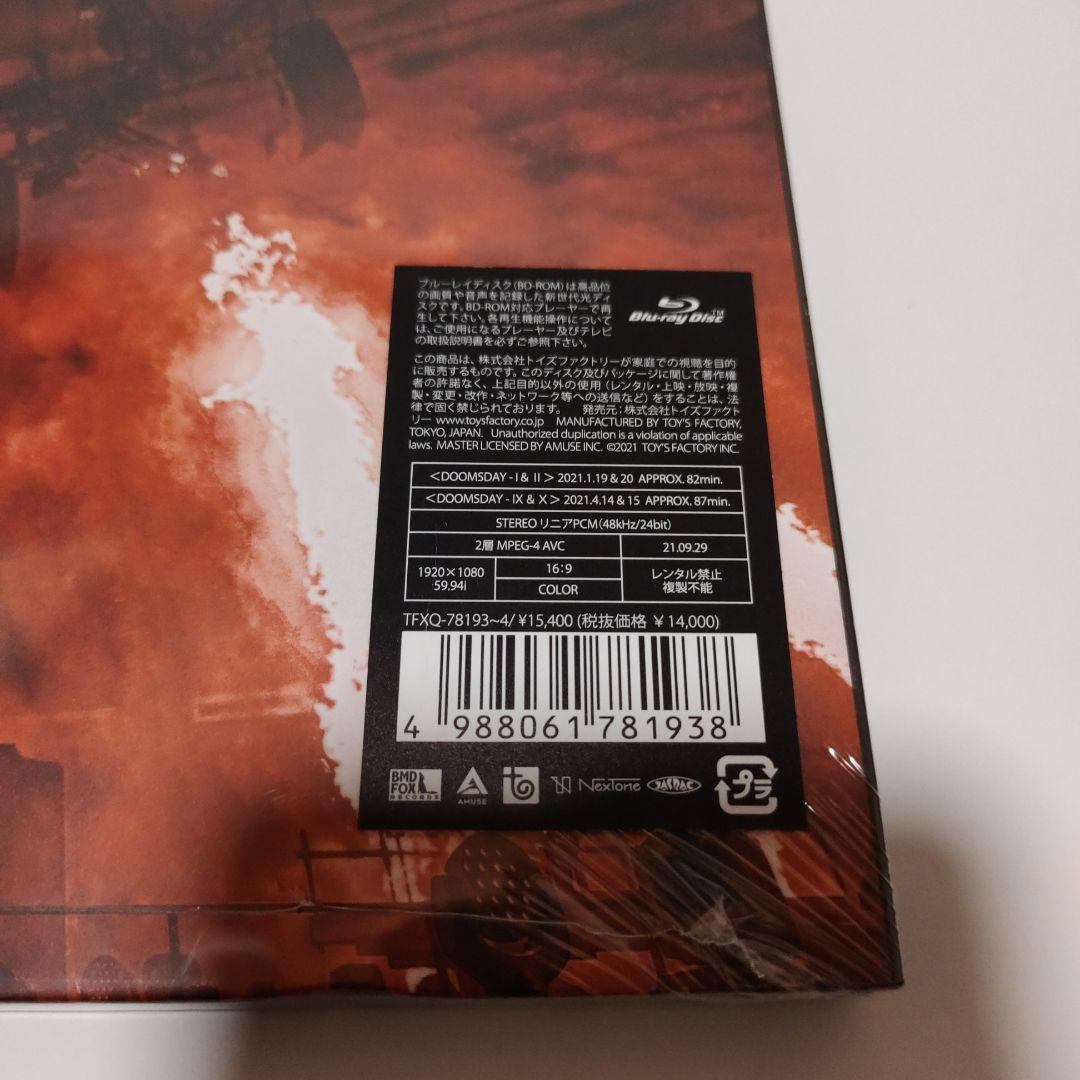 ブルーレイディスク(BD-ROM)は高品位
の画質や音声を記録した新世代光ディ
スクです。BD-ROM対応プレーヤーで再
生して下さい。各再生機能操作について
は、ご使用になるプレーヤー及びテレビ
の取扱説明書を必ずご参照下さい。
Blu-ray Disc™
この商品は、株式会社トイズファクトリーが家庭での視聴を目的
に販売するものです。このディスク及びパッケージに関して著作権
者の許諾なく、上記目的以外の使用(レンタル・上映・放映・複
製・変更・改作・ネットワーク等への送信など)をすることは、法
律で固く禁じられております。 発売元:株式会社トイズファクト
リー www.toysfactory.co.jp MANUFACTURED BY TOY'S FACTORY,
TOKYO, JAPAN. Unauthorized duplication is a violation of applicable
laws. MASTER LICENSED BY AMUSE INC. ©2021 TOY'S FACTORY INC.
<DOOMSDAY - I & II> 2021.1.19 & 20 APPROX. 82min.
<DOOMSDAY - IX & X> 2021.4.14 & 15 APPROX. 87min.
STEREO リニアPCM(48kHz/24bit)
2層 MPEG-4 AVC
21.09.29
1920×1080
59.94i
16:9
COLOR
レンタル禁止
複製不能
TFXQ-78193~4/ ¥15,400 (税抜価格 ¥14,000)
4 988061 781938
BMD
FOX
RECORDS
AMUSE
NexTone
JASRAC
プラ